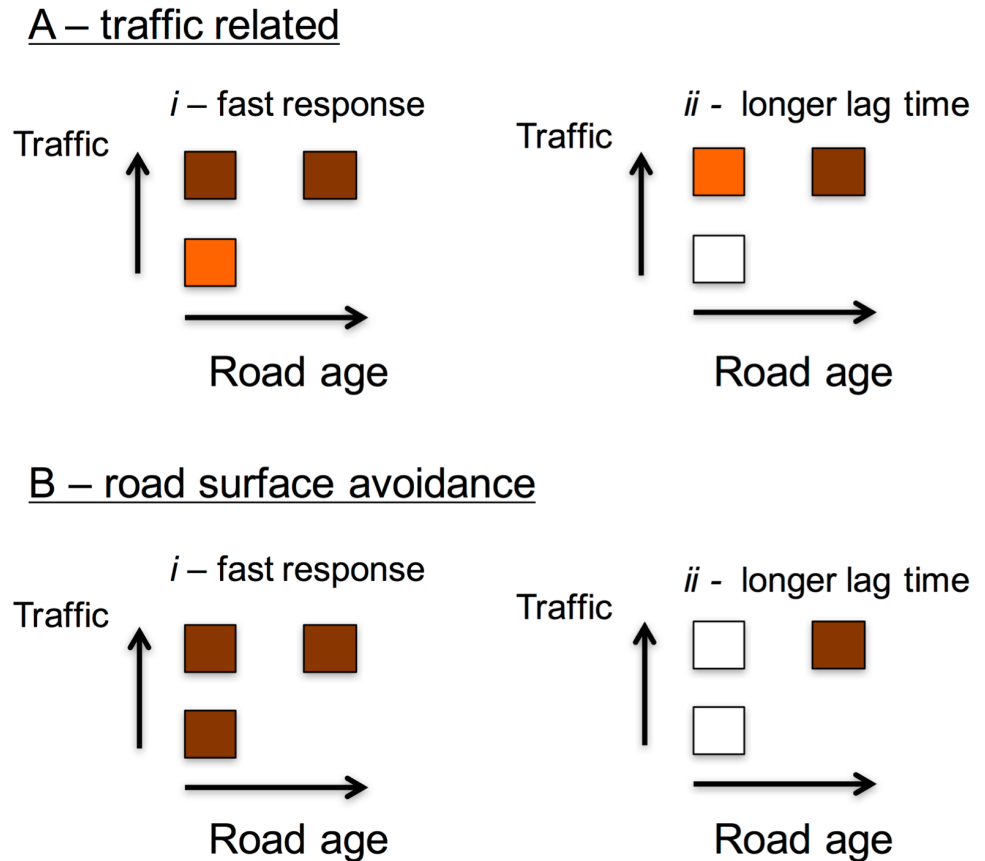 A – traffic related
i – fast response
Traffic
Road age
ii - longer lag time
Traffic
Road age
B – road surface avoidance
i – fast response
Traffic
Road age
ii - longer lag time
Traffic
Road age